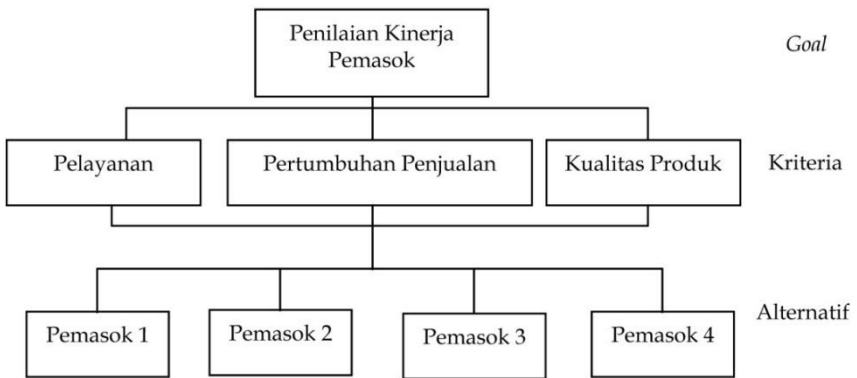 Penilaian Kinerja
Pemasok
Goal
Pelayanan
Pertumbuhan Penjualan
Kualitas Produk
Kriteria
Pemasok 1
Pemasok 2
Pemasok 3
Pemasok 4
Alternatif